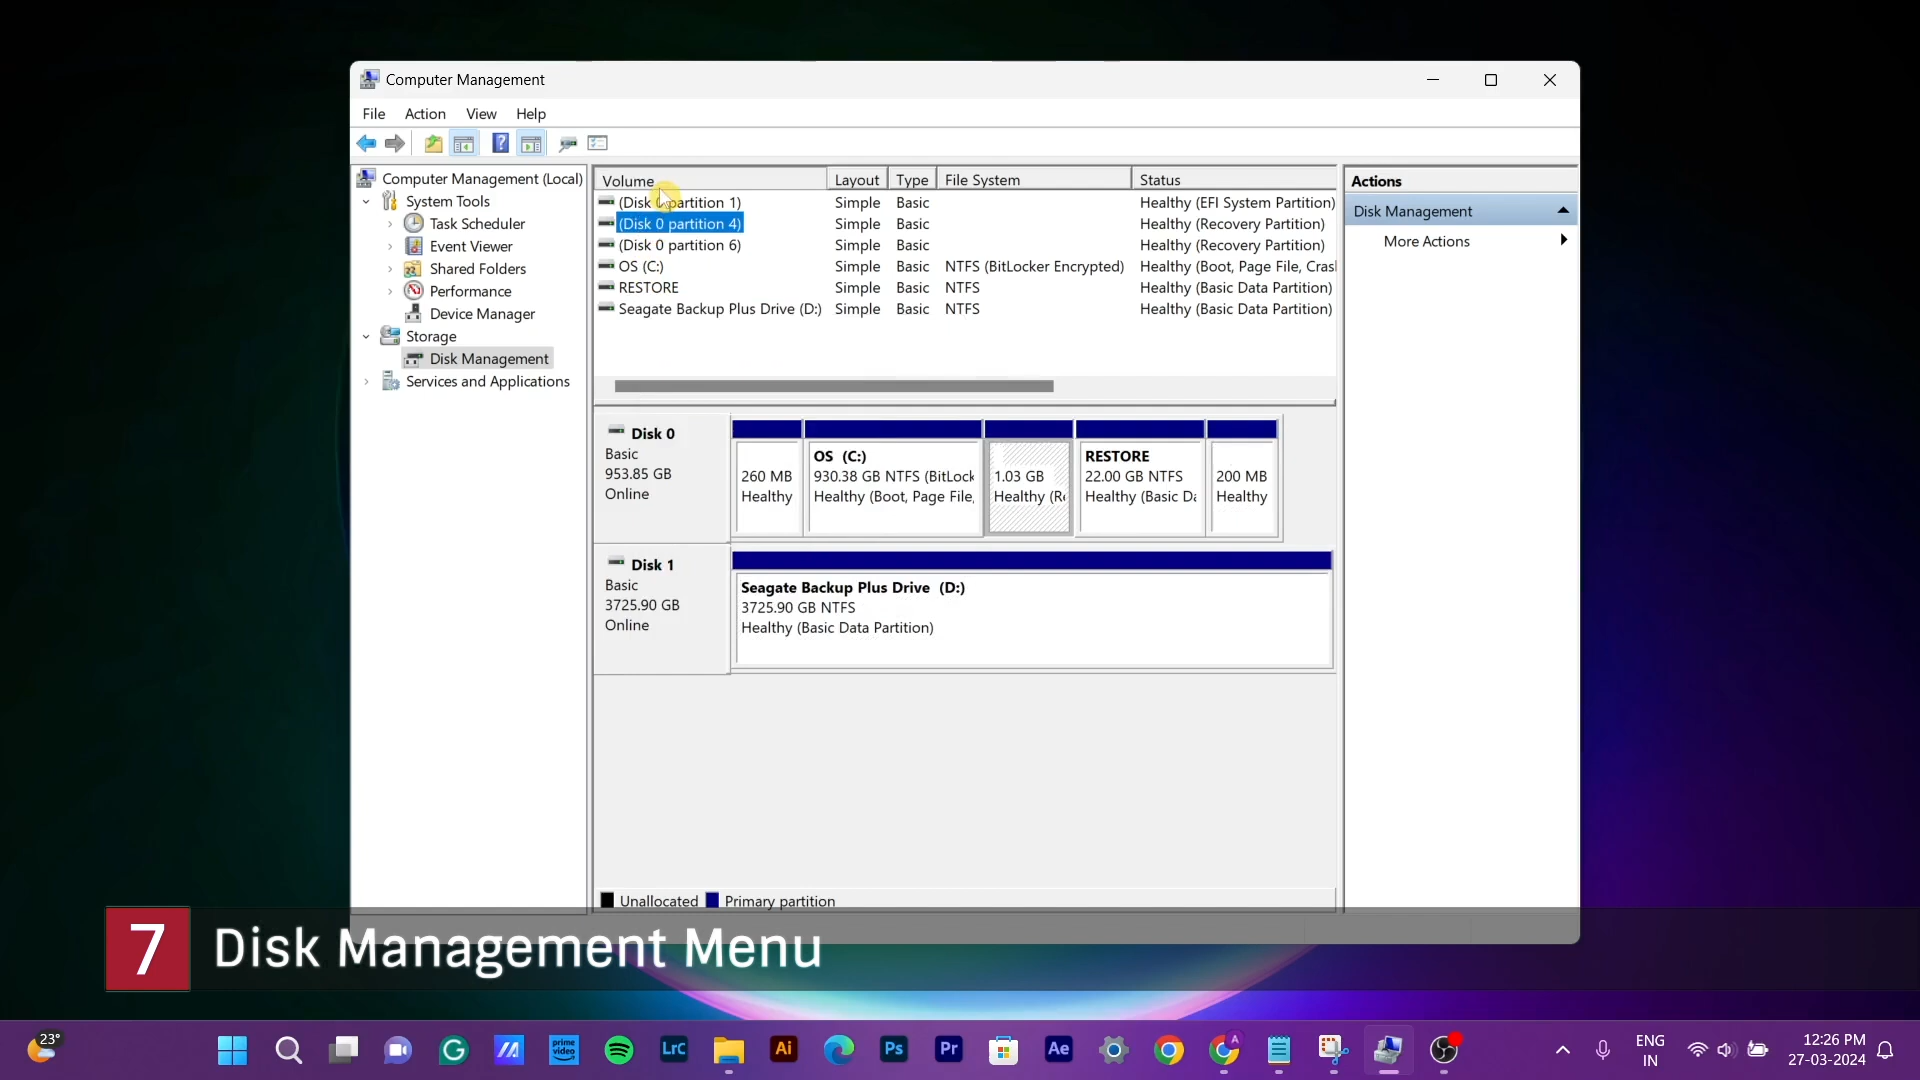 Computer Management
File Action View Help
Computer Management (Local)
System Tools
Task Scheduler
Event Viewer
Shared Folders
Performance
Device Manager
Storage
Disk Management
Services and Applications
Volume Layout Type File System Status
(Disk 0 partition 1) Simple Basic Healthy (EFI System Partition)
(Disk 0 partition 4) Simple Basic Healthy (Recovery Partition)
(Disk 0 partition 6) Simple Basic Healthy (Recovery Partition)
OS (C:) Simple Basic NTFS (BitLocker Encrypted) Healthy (Boot, Page File, Cras
RESTORE Simple Basic NTFS Healthy (Basic Data Partition)
Seagate Backup Plus Drive (D:) Simple Basic NTFS Healthy (Basic Data Partition)
Actions
Disk Management
More Actions
Disk 0
Basic
953.85 GB
Online
260 MB
Healthy
OS (C:)
930.38 GB NTFS (BitLock
Healthy (Boot, Page File,
1.03 GB
Healthy (Re
RESTORE
22.00 GB NTFS
Healthy (Basic Da
200 MB
Healthy
Disk 1
Basic
3725.90 GB
Online
Seagate Backup Plus Drive (D:)
3725.90 GB NTFS
Healthy (Basic Data Partition)
Unallocated Primary partition
7 Disk Management Menu
23°
prime video
LrC
Ai
Ps
Pr
Ae
A
ENG
IN
12:26 PM
27-03-2024